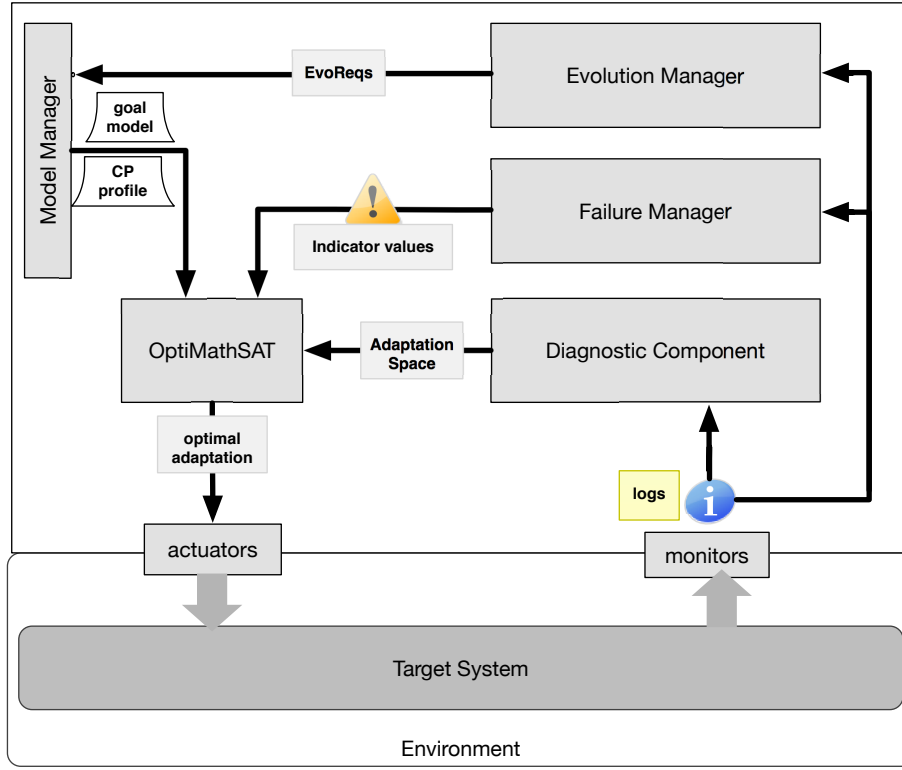 EvoReqs
Evolution Manager
Model Manager
goal
model
CP
profile
Failure Manager
Indicator values
OptiMathSAT
Adaptation
Space
Diagnostic Component
optimal
adaptation
logs
i
actuators
monitors
Target System
Environment